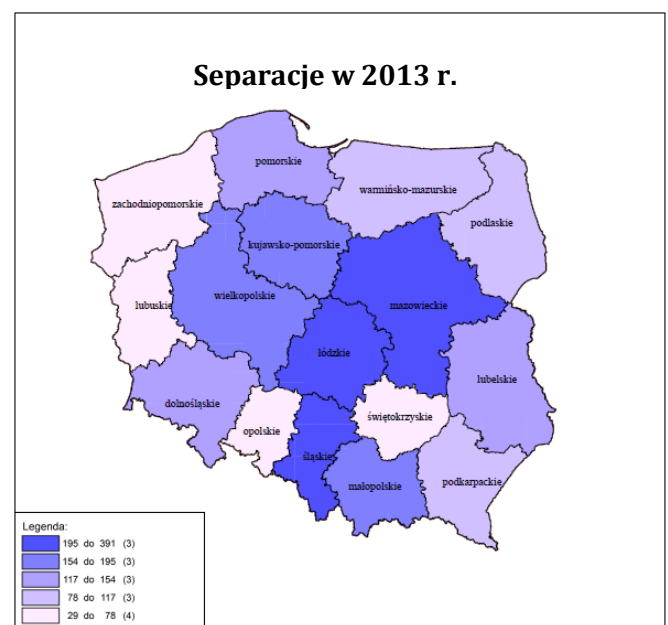 Separacje w 2013 r.
pomorskie
warmińsko-mazurskie
zachodniopomorskie
podlaskie
kujawsko-pomorskie
wielkopolskie
mazowieckie
lubuskie
łódzkie
lubelskie
dolnośląskie
świętokrzyskie
opolskie
śląskie
podkarpackie
małopolskie
Legenda:
195 do 391 (3)
154 do 195 (3)
117 do 154 (3)
78 do 117 (3)
29 do 78 (4)